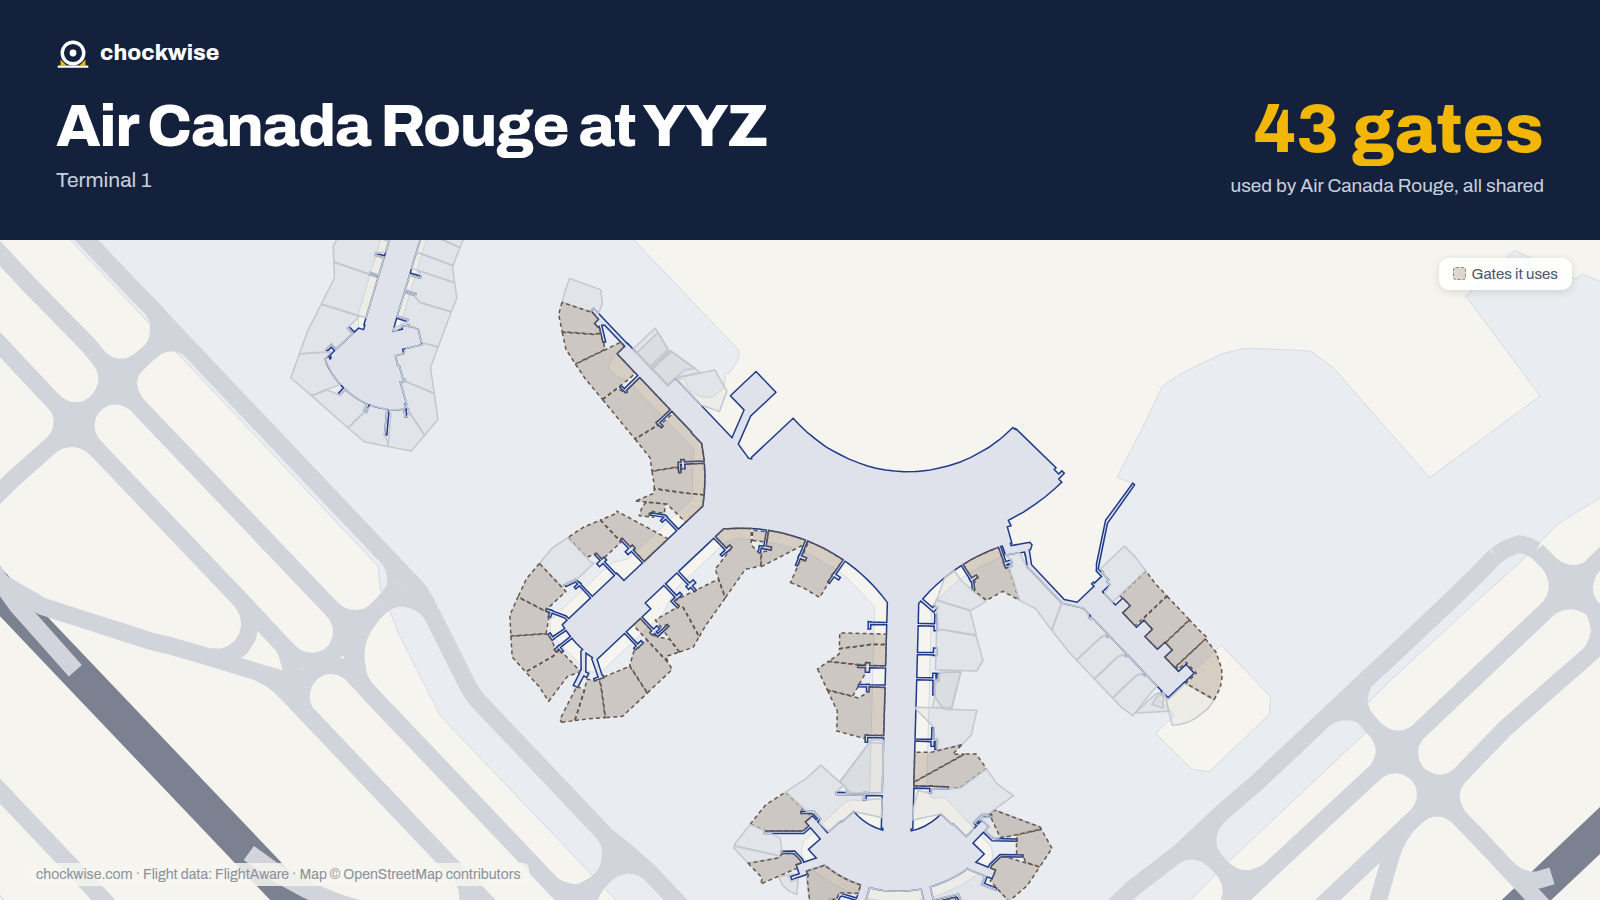 chockwise
Air Canada Rouge at YYZ
Terminal 1
43 gates
used by Air Canada Rouge, all shared
Gates it uses
chockwise.com · Flight data: FlightAware · Map © OpenStreetMap contributors